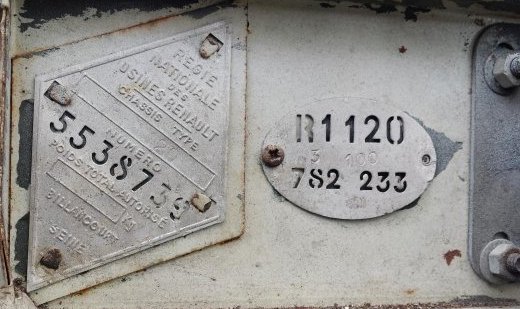 REGIE
NATIONALE
DES
USINES RENAULT
CHASSIS TYPE
NUMERO
5538739
POIDS TOTAL AUTORISE
KG
BILLANCOURT
SEINE
R1120
3 100
782 233